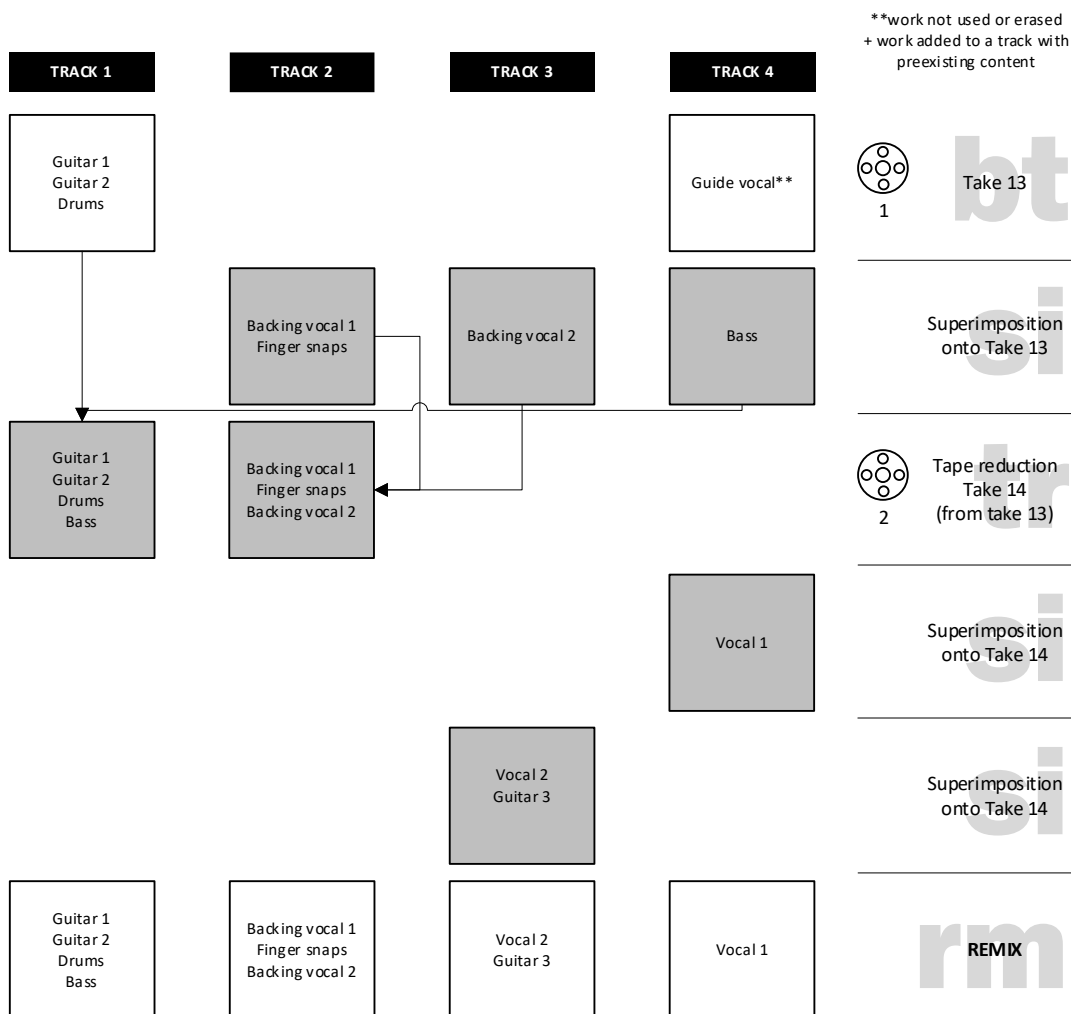 **work not used or erased
+ work added to a track with
preexisting content
TRACK 1
TRACK 2
TRACK 3
TRACK 4
Guitar 1
Guitar 2
Drums
Guide vocal**
1
bt
Take 13
Backing vocal 1
Finger snaps
Backing vocal 2
Bass
si
Superimposition
onto Take 13
Guitar 1
Guitar 2
Drums
Bass
Backing vocal 1
Finger snaps
Backing vocal 2
2
tr
Tape reduction
Take 14
(from take 13)
Vocal 1
si
Superimposition
onto Take 14
Vocal 2
Guitar 3
si
Superimposition
onto Take 14
Guitar 1
Guitar 2
Drums
Bass
Backing vocal 1
Finger snaps
Backing vocal 2
Vocal 2
Guitar 3
Vocal 1
rm
REMIX